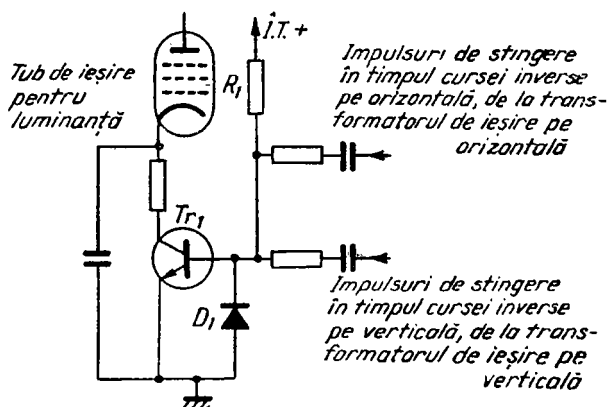 Tub de ieșire
pentru
luminanță
Î.T. +
R₁
Impulsuri de stingere
în timpul cursei inverse
pe orizontală, de la trans-
formatorul de ieșire pe
orizontală
Tr₁
D₁
Impulsuri de stingere
în timpul cursei inverse
pe verticală, de la trans-
formatorul de ieșire pe
verticală